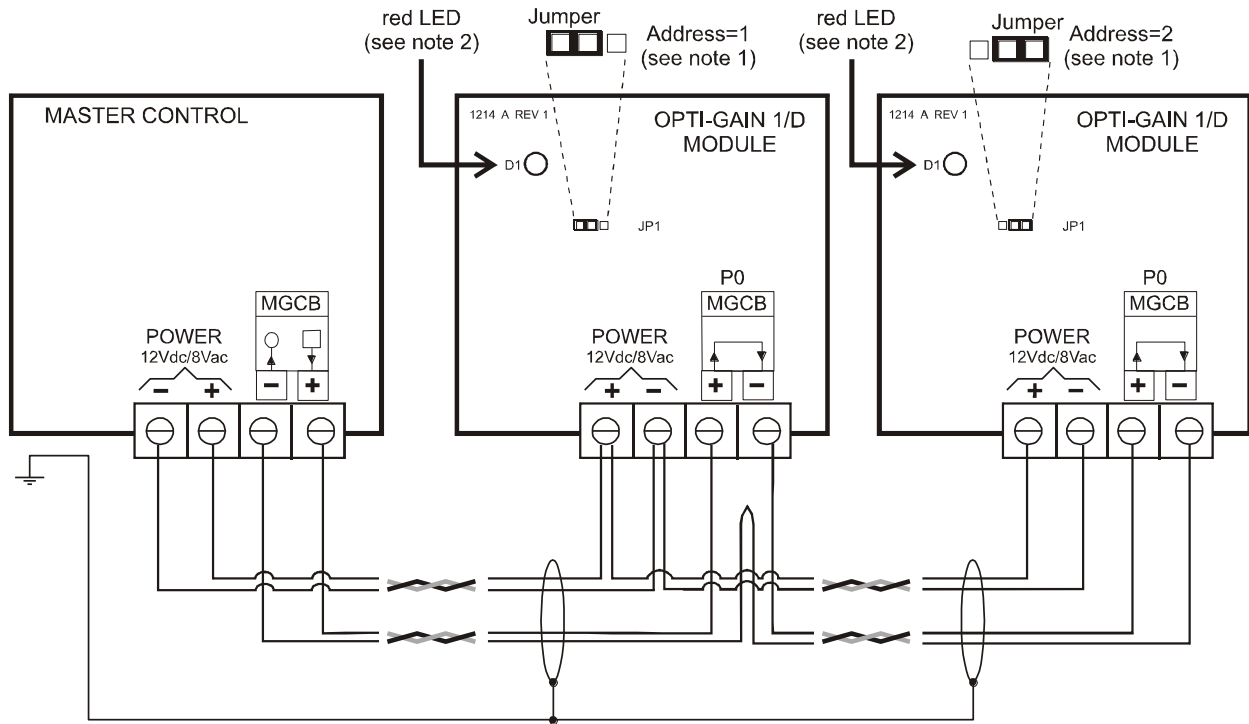 red LED
(see note 2)
Jumper
Address=1
(see note 1)
red LED
(see note 2)
Jumper
Address=2
(see note 1)
MASTER CONTROL
MGCB
POWER
12Vdc/8Vac
- +
- +
1214 A REV 1
OPTI-GAIN 1/D
MODULE
D1
JP1
P0
MGCB
POWER
12Vdc/8Vac
+ -
+ -
1214 A REV 1
OPTI-GAIN 1/D
MODULE
D1
JP1
P0
MGCB
POWER
12Vdc/8Vac
+ -
+ -